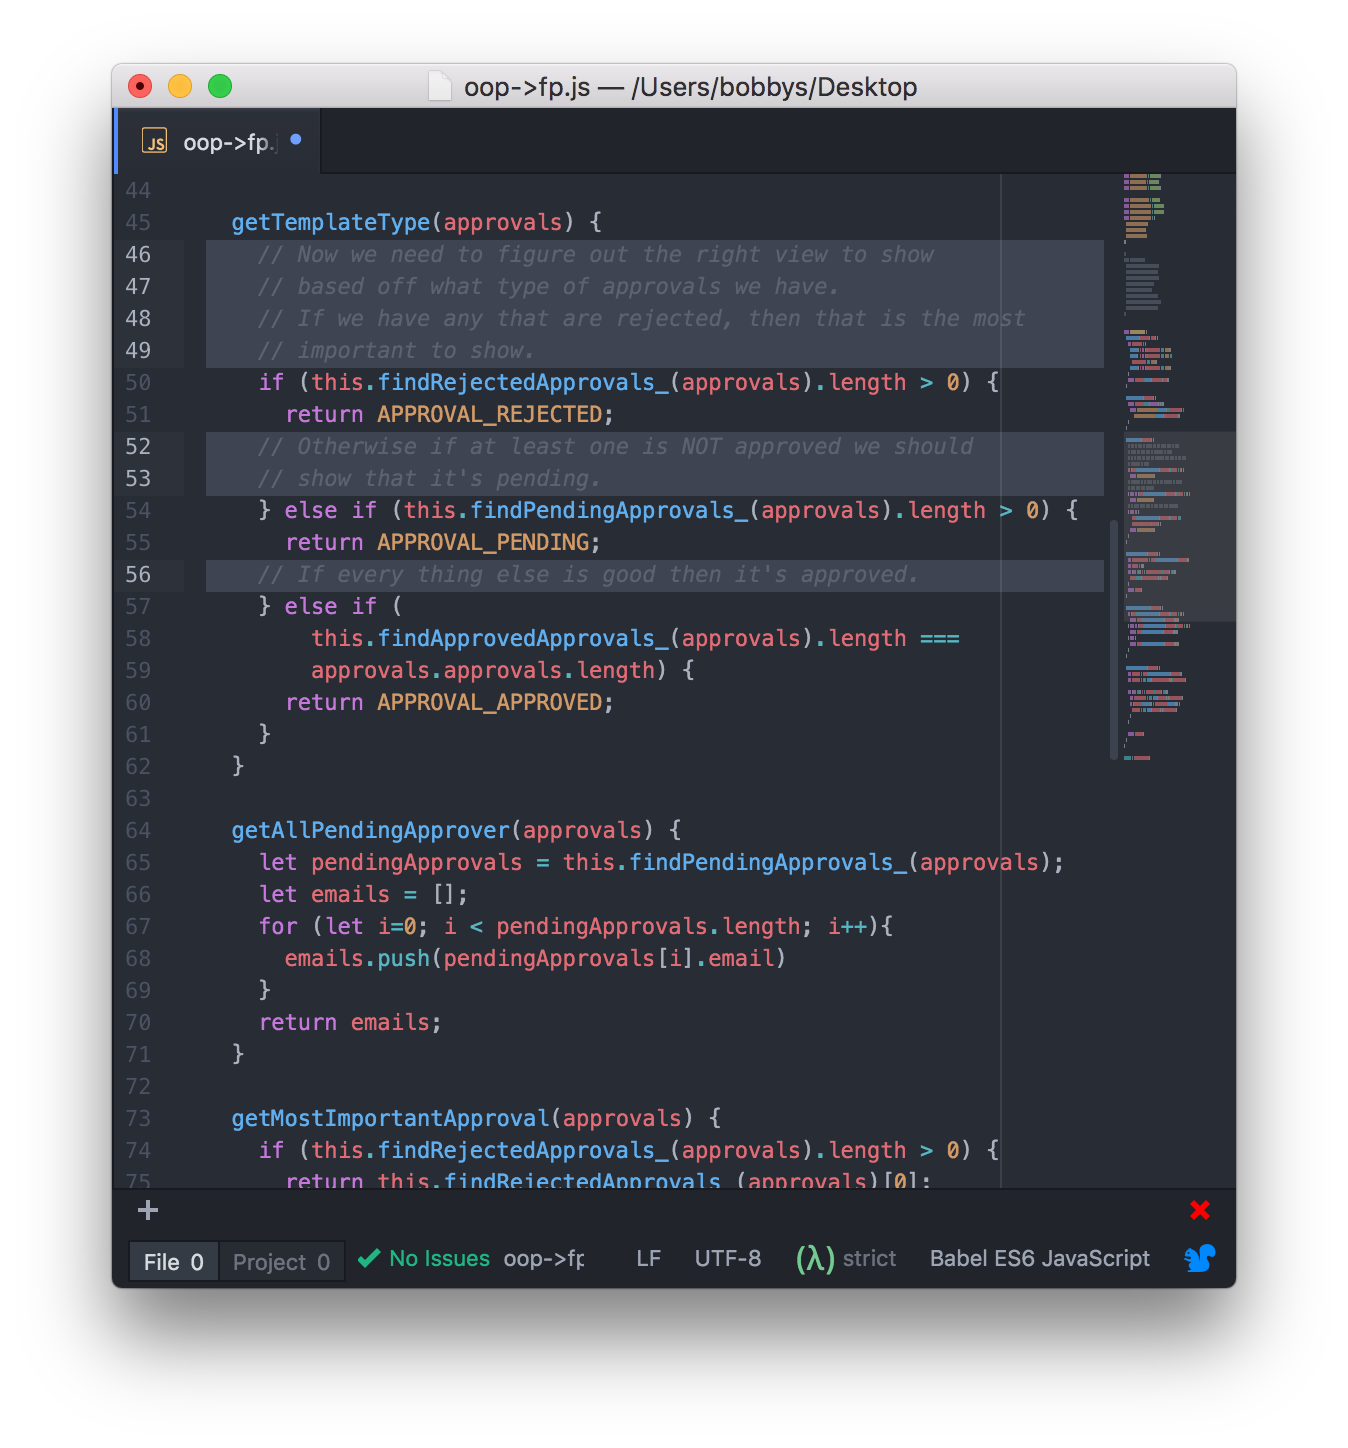 oop->fp.js — /Users/bobbys/Desktop
JS oop->fp.j
44
45 getTemplateType(approvals) {
46 // Now we need to figure out the right view to show
47 // based off what type of approvals we have.
48 // If we have any that are rejected, then that is the most
49 // important to show.
50 if (this.findRejectedApprovals_(approvals).length > 0) {
51 return APPROVAL_REJECTED;
52 // Otherwise if at least one is NOT approved we should
53 // show that it's pending.
54 } else if (this.findPendingApprovals_(approvals).length > 0) {
55 return APPROVAL_PENDING;
56 // If every thing else is good then it's approved.
57 } else if (
58 this.findApprovedApprovals_(approvals).length ===
59 approvals.approvals.length) {
60 return APPROVAL_APPROVED;
61 }
62 }
63
64 getAllPendingApprover(approvals) {
65 let pendingApprovals = this.findPendingApprovals_(approvals);
66 let emails = [];
67 for (let i=0; i < pendingApprovals.length; i++){
68 emails.push(pendingApprovals[i].email)
69 }
70 return emails;
71 }
72
73 getMostImportantApproval(approvals) {
74 if (this.findRejectedApprovals_(approvals).length > 0) {
75 return this.findRejectedApprovals_(approvals)[0];
File 0 Project 0 No Issues oop->fp LF UTF-8 (λ) strict Babel ES6 JavaScript